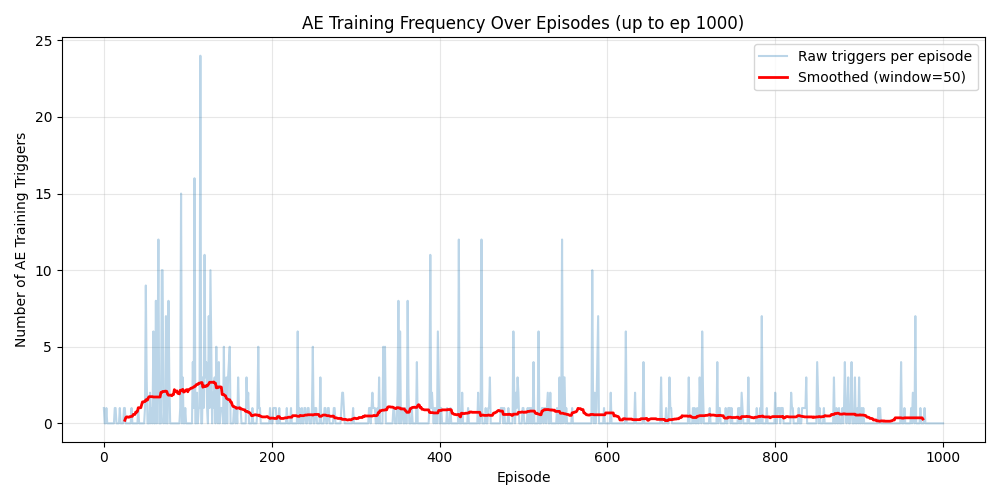 AE Training Frequency Over Episodes (up to ep 1000)
Raw triggers per episode
Smoothed (window=50)
Number of AE Training Triggers
25
20
15
10
5
0
0 200 400 600 800 1000
Episode